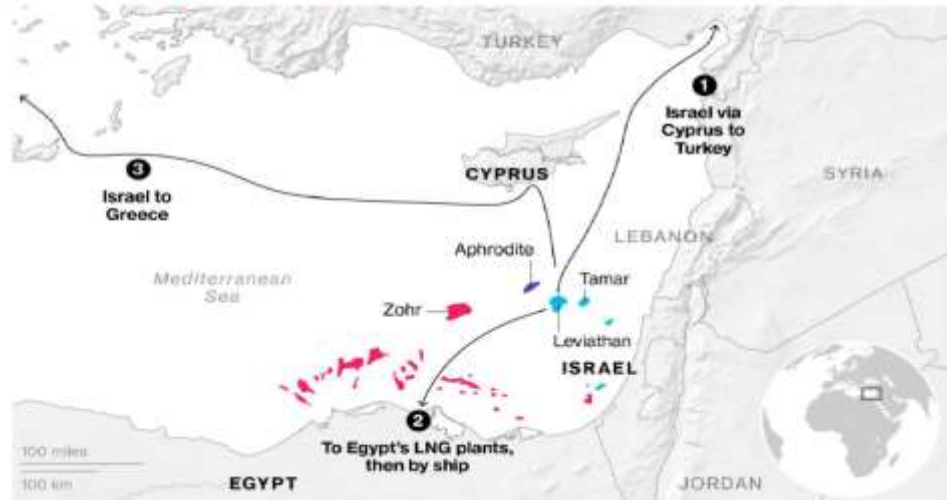 TURKEY
1
Israel via
Cyprus to
Turkey
3
Israel to
Greece
CYPRUS
SYRIA
LEBANON
Aphrodite
Mediterranean
Sea
Tamar
Zohr
Leviathan
ISRAEL
2
To Egypt's LNG plants,
then by ship
100 miles
100 km
EGYPT
JORDAN